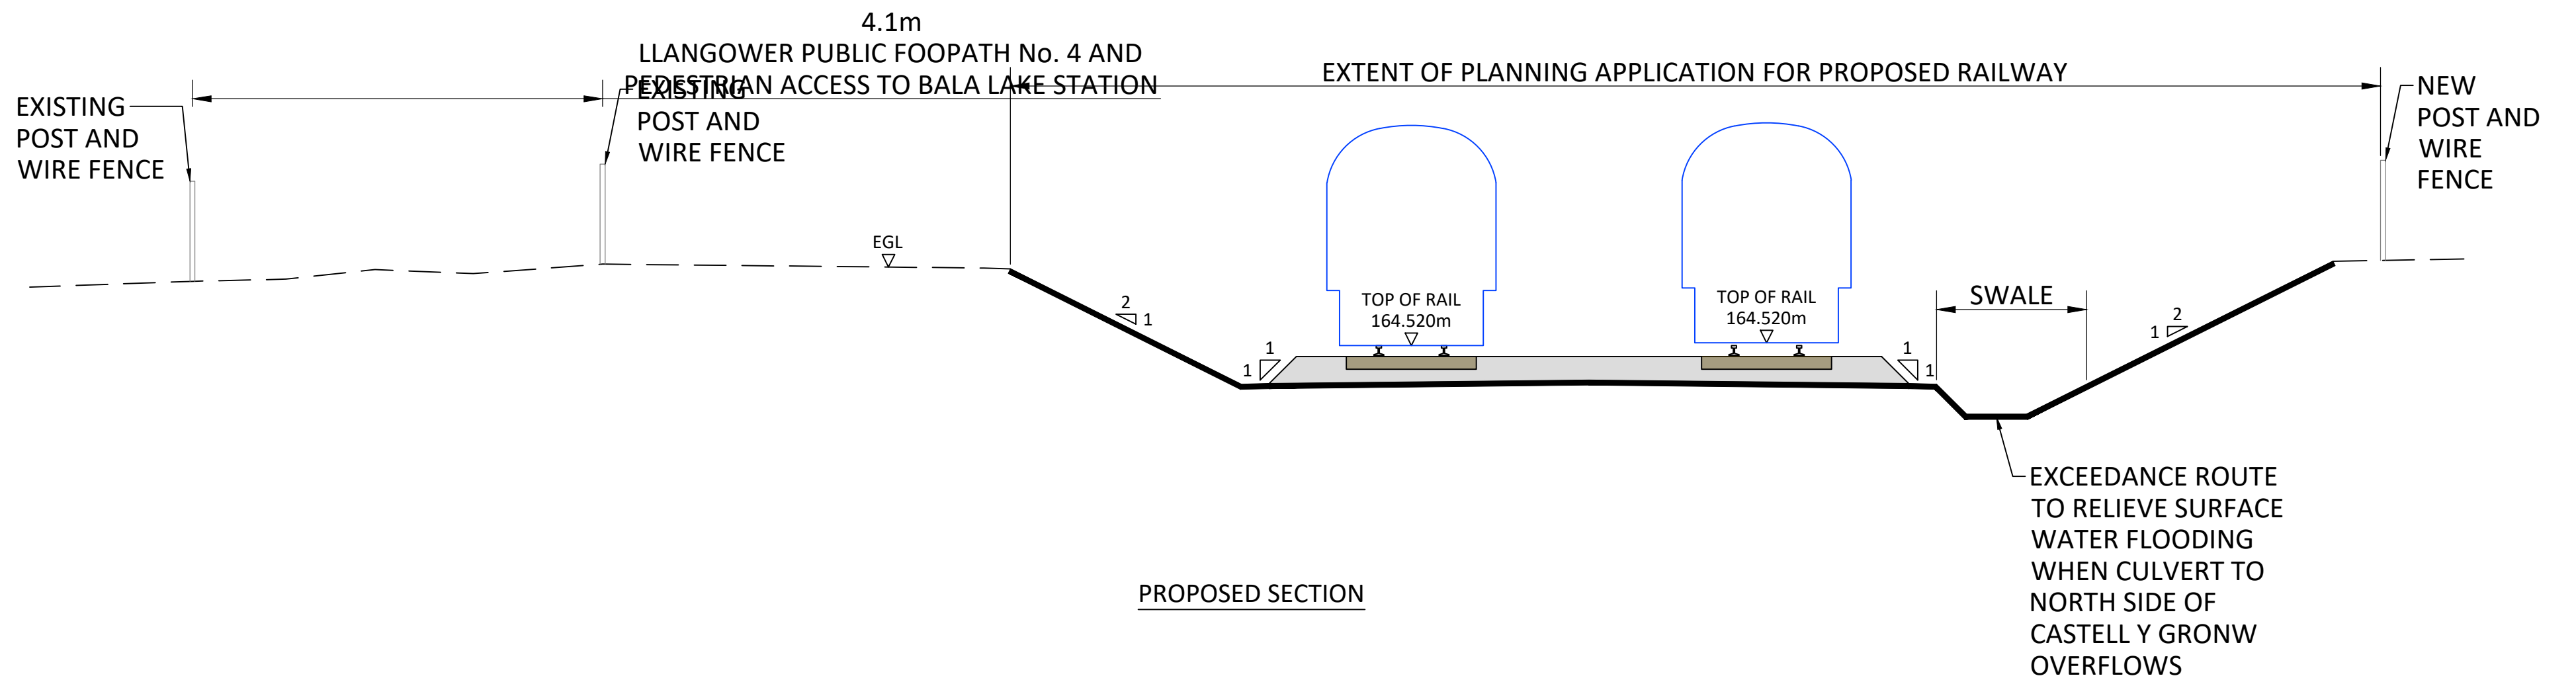 4.1m
LLANGOWER PUBLIC FOOPATH No. 4 AND
PEDESTRIAN ACCESS TO BALA LAKE STATION
EXISTING
POST AND
WIRE FENCE
EXISTING
POST AND
WIRE FENCE
EXTENT OF PLANNING APPLICATION FOR PROPOSED RAILWAY
NEW
POST AND
WIRE
FENCE
EGL
2
1
TOP OF RAIL
164.520m
TOP OF RAIL
164.520m
SWALE
2
1
1
1
1
1
EXCEEDANCE ROUTE
TO RELIEVE SURFACE
WATER FLOODING
WHEN CULVERT TO
NORTH SIDE OF
CASTELL Y GRONW
OVERFLOWS
PROPOSED SECTION